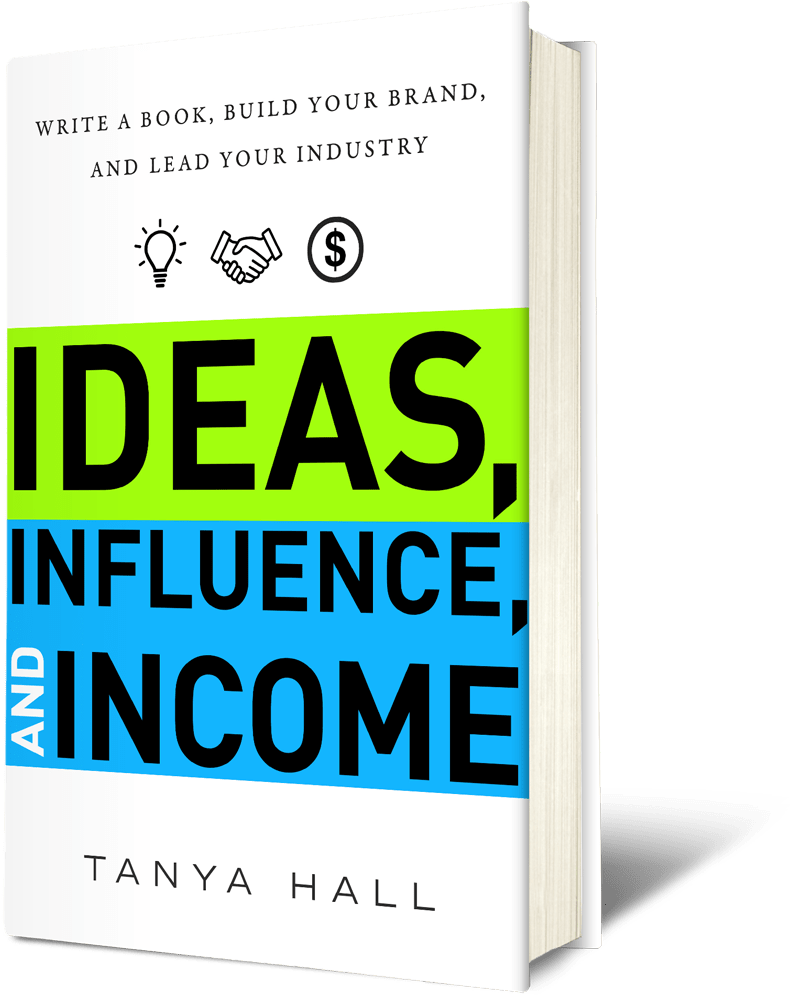 WRITE A BOOK, BUILD YOUR BRAND,
AND LEAD YOUR INDUSTRY
$
IDEAS,
INFLUENCE,
AND INCOME
TANYA HALL